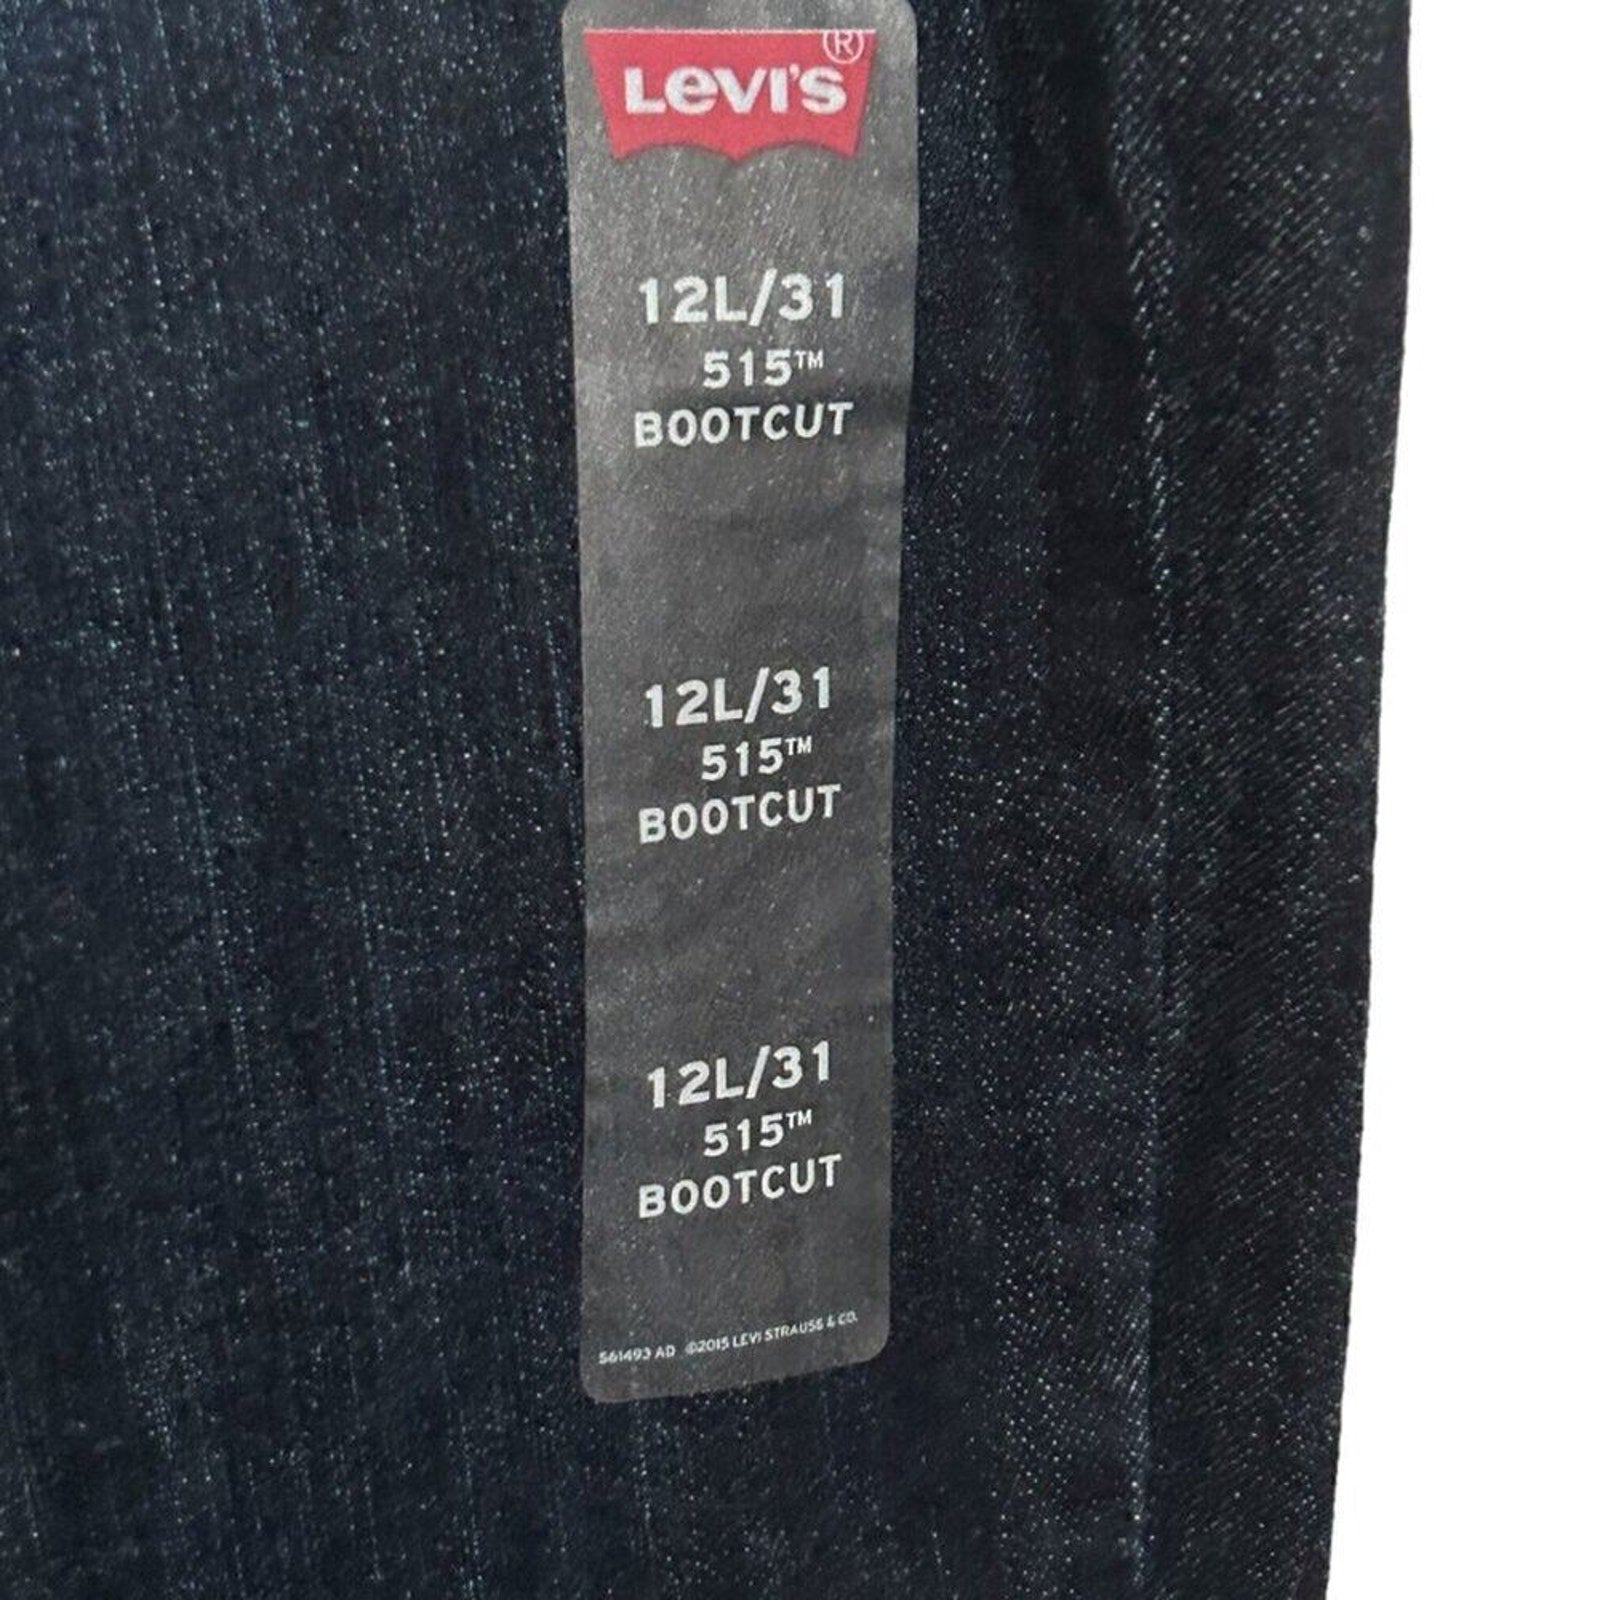 LEVI'S®
12L/31
515™
BOOTCUT
12L/31
515™
BOOTCUT
12L/31
515™
BOOTCUT
561493 AD ©2015 LEVI STRAUSS & CO.